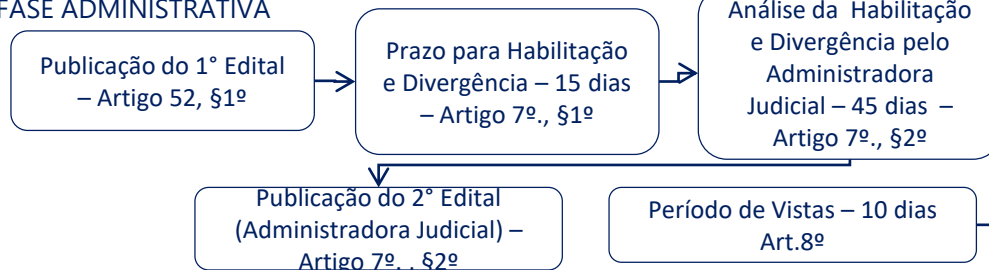 FASE ADMINISTRATIVA
Publicação do 1° Edital
– Artigo 52, §1º
Prazo para Habilitação
e Divergência – 15 dias
– Artigo 7º., §1º
Análise da Habilitação
e Divergência pelo
Administradora
Judicial – 45 dias –
Artigo 7º., §2º
Publicação do 2° Edital
(Administradora Judicial) –
Artigo 7º. , §2º
Período de Vistas – 10 dias
Art.8º